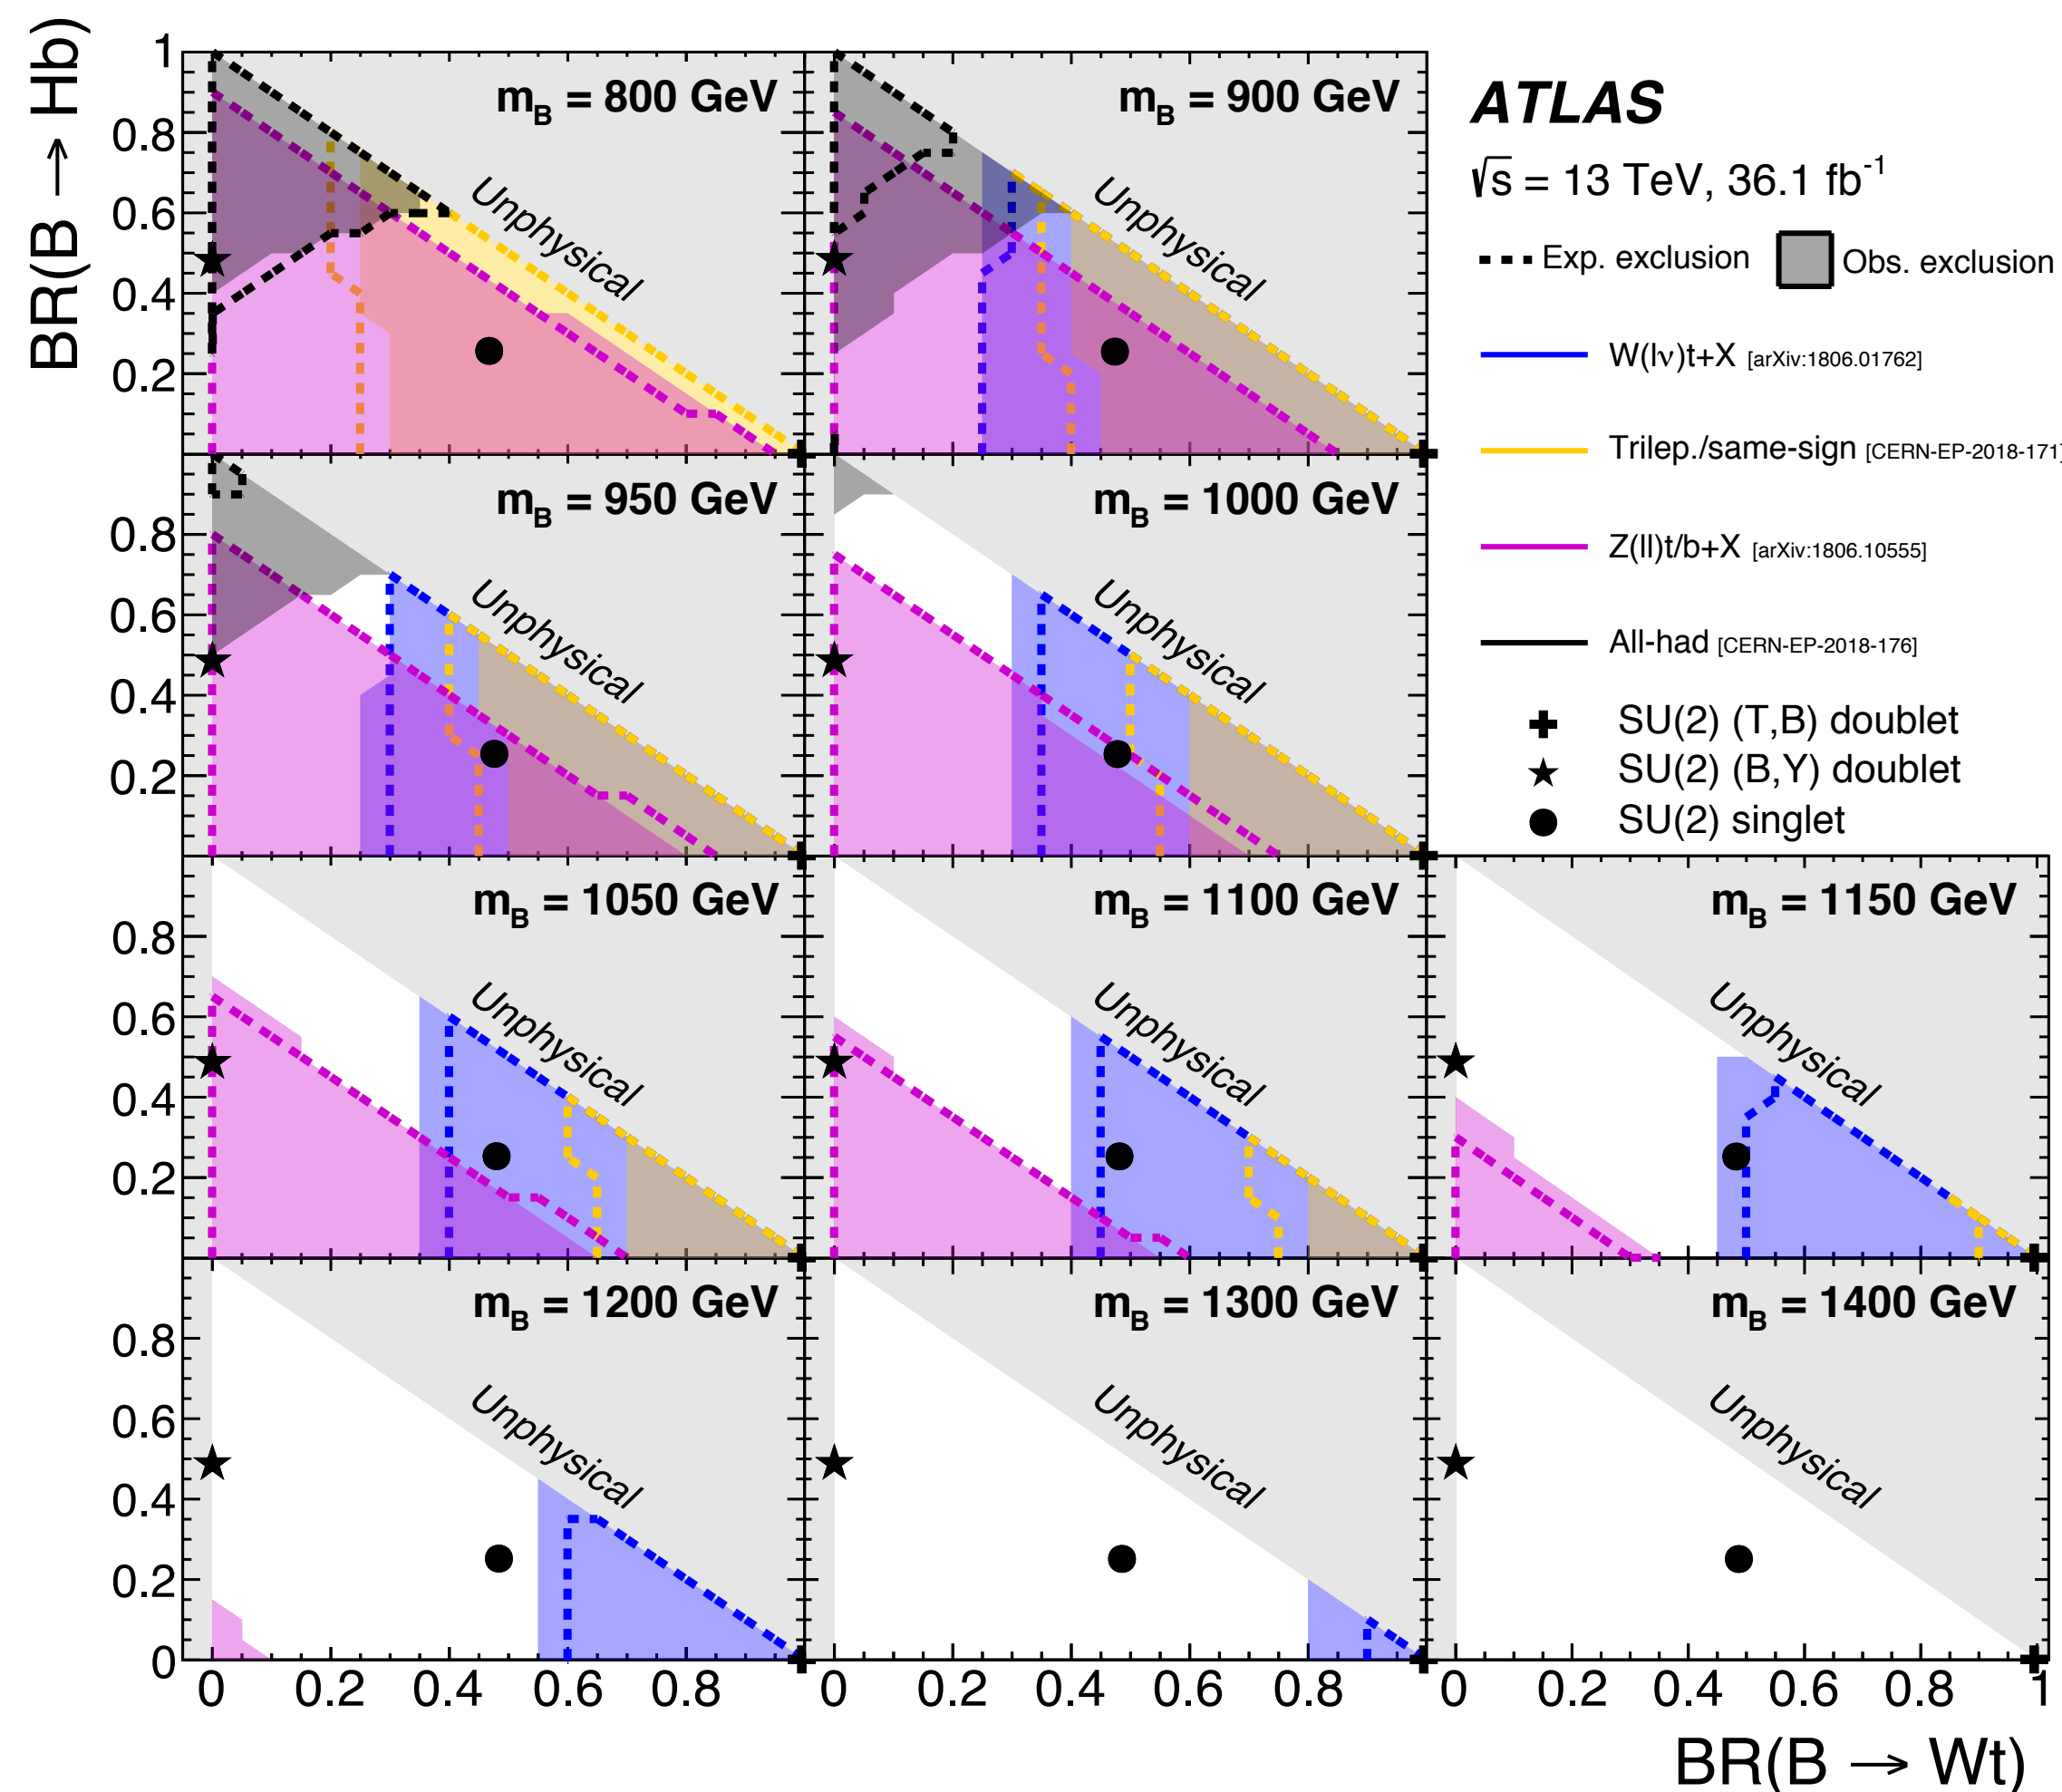 BR(B → Hb)
1
0.8
0.6
0.4
0.2
m_B = 800 GeV
Unphysical
m_B = 900 GeV
Unphysical
ATLAS
√s = 13 TeV, 36.1 fb⁻¹
Exp. exclusion
Obs. exclusion
W(lν)t+X [arXiv:1806.01762]
Trilep./same-sign [CERN-EP-2018-171]
Z(ll)t/b+X [arXiv:1806.10555]
All-had [CERN-EP-2018-176]
SU(2) (T,B) doublet
SU(2) (B,Y) doublet
SU(2) singlet
0.8
0.6
0.4
0.2
m_B = 950 GeV
Unphysical
m_B = 1000 GeV
Unphysical
0.8
0.6
0.4
0.2
m_B = 1050 GeV
Unphysical
m_B = 1100 GeV
Unphysical
m_B = 1150 GeV
Unphysical
0.8
0.6
0.4
0.2
0
m_B = 1200 GeV
Unphysical
m_B = 1300 GeV
Unphysical
m_B = 1400 GeV
Unphysical
0 0.2 0.4 0.6 0.8
0 0.2 0.4 0.6 0.8
0 0.2 0.4 0.6 0.8 1
BR(B → Wt)